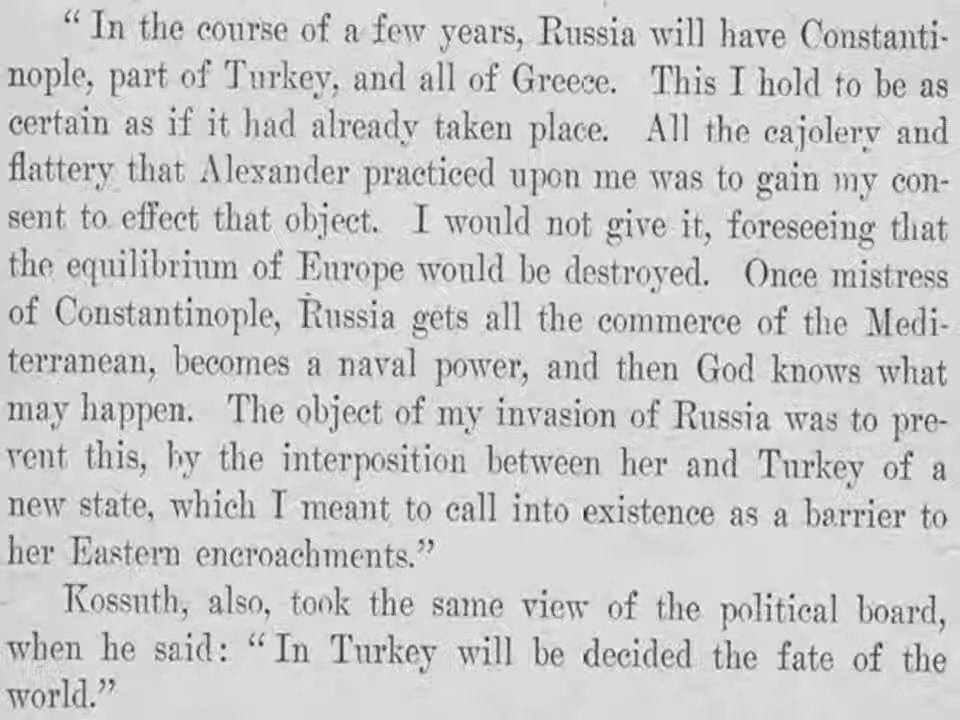 “ In the course of a few years, Russia will have Constanti-
nople, part of Turkey, and all of Greece. This I hold to be as
certain as if it had already taken place. All the cajolery and
flattery that Alexander practiced upon me was to gain my con-
sent to effect that object. I would not give it, foreseeing that
the equilibrium of Europe would be destroyed. Once mistress
of Constantinople, Russia gets all the commerce of the Medi-
terranean, becomes a naval power, and then God knows what
may happen. The object of my invasion of Russia was to pre-
vent this, by the interposition between her and Turkey of a
new state, which I meant to call into existence as a barrier to
her Eastern encroachments.”
Kossuth, also, took the same view of the political board,
when he said: “ In Turkey will be decided the fate of the
world.”